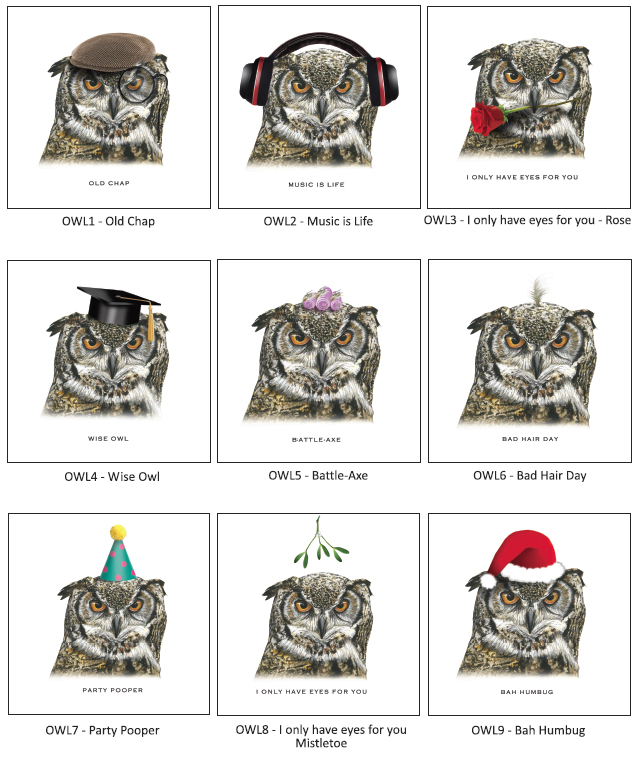 OLD CHAP
MUSIC IS LIFE
I ONLY HAVE EYES FOR YOU
OWL1 - Old Chap
OWL2 - Music is Life
OWL3 - I only have eyes for you - Rose
WISE OWL
B·ATTLE-AXE
BAD HAIR DAY
OWL4 - Wise Owl
OWL5 - Battle-Axe
OWL6 - Bad Hair Day
PARTY POOPER
I ONLY HAVE EYES FOR YOU
BAH HUMBUG
OWL7 - Party Pooper
OWL8 - I only have eyes for you
Mistletoe
OWL9 - Bah Humbug